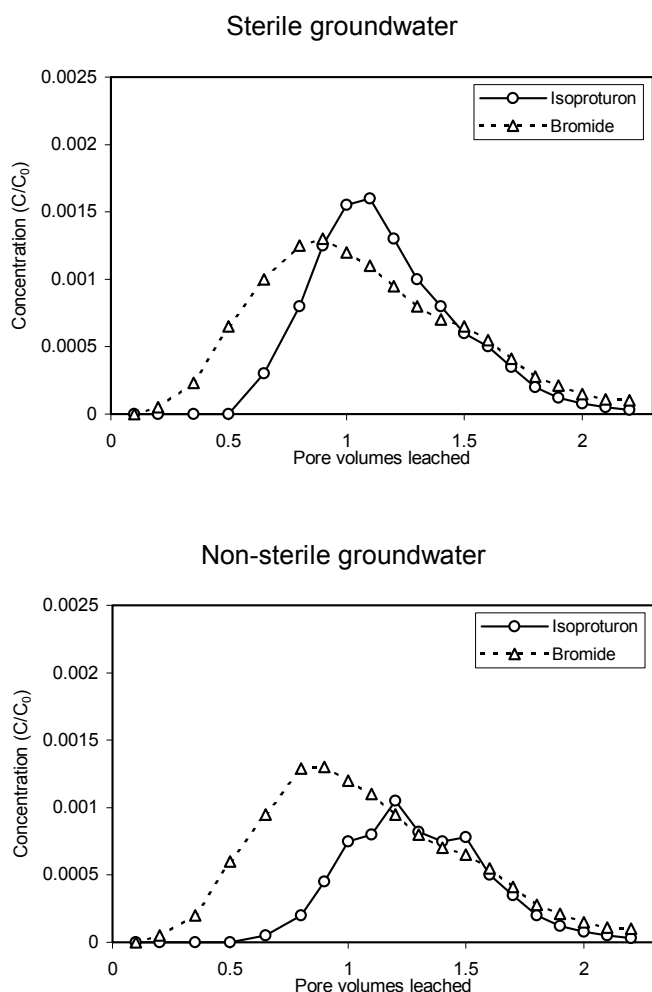 Sterile groundwater
0.0025
0.002
0.0015
0.001
0.0005
0
Concentration (C/C0)
Isoproturon
Bromide
0 0.5 1 1.5 2
Pore volumes leached
Non-sterile groundwater
0.0025
0.002
0.0015
0.001
0.0005
0
Concentration (C/C0)
Isoproturon
Bromide
0 0.5 1 1.5 2
Pore volumes leached